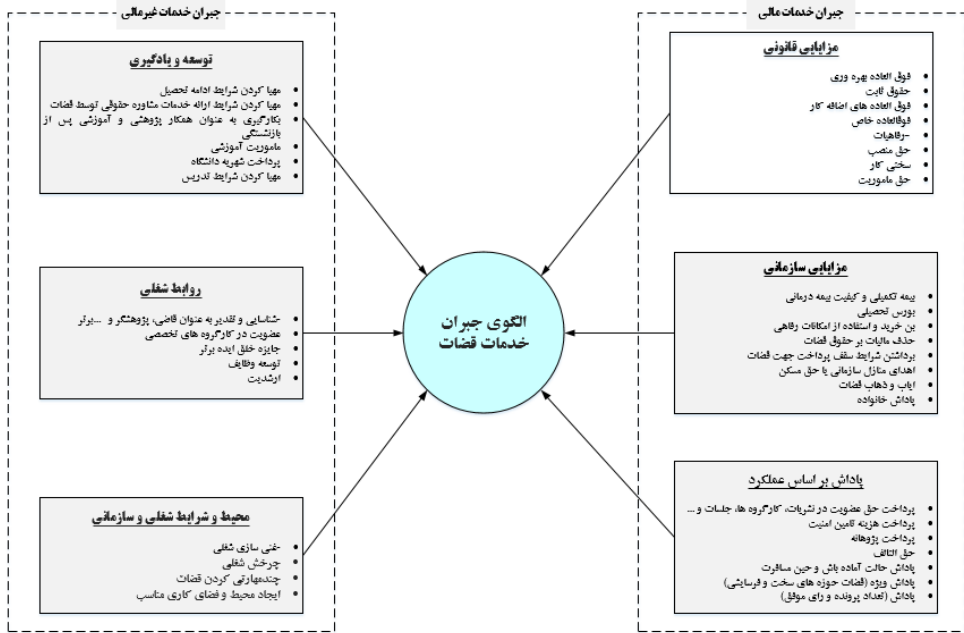 جبران خدمات مالی
مزایایی قانونی
فوق العاده بهره وری
حقوق ثابت
فوق العاده های اضافه کار
فوقالعاده خاص
-رفاهیات
حق منصب
سختی کار
حق ماموریت
مزایایی سازمانی
بیمه تکمیلی و کیفیت بیمه درمانی
بورس تحصیلی
بن خرید و استفاده از امکانات رفاهی
حذف مالیات بر حقوق قضات
برداشتن شرایط سقف پرداخت جهت قضات
اهدای منازل سازمانی یا حق مسکن
ایاب و ذهاب قضات
پاداش خانواده
پاداش بر اساس عملکرد
پرداخت حق عضویت در نشریات، کارگروه ها، جلسات و ...
پرداخت هزینه تامین امنیت
پرداخت پژوهانه
حق التالف
پاداش حالت آماده باش و حین مسافرت
پاداش ویژه (قضات حوزه های سخت و فرسایشی)
پاداش (تعداد پرونده و رای موفق)
الگوی جبران
خدمات قضات
جبران خدمات غیرمالی
توسعه و یادگیری
مهیا کردن شرایط ادامه تحصیل
مهیا کردن شرایط ارائه خدمات مشاوره حقوقی توسط قضات
بکارگیری به عنوان همکار پژوهشی و آموزشی پس از
بازنشستگی
ماموریت آموزشی
پرداخت شهریه دانشگاه
مهیا کردن شرایط تدریس
روابط شغلی
-شناسایی و تقدیر به عنوان قاضی، پژوهشگر و ...برتر
عضویت در کارگروه های تخصصی
جایزه خلق ایده برتر
توسعه وظایف
ارشدیت
محیط و شرایط شغلی و سازمانی
-غنی سازی شغلی
چرخش شغلی
چندمهارتی کردن قضات
ایجاد محیط و فضای کاری مناسب